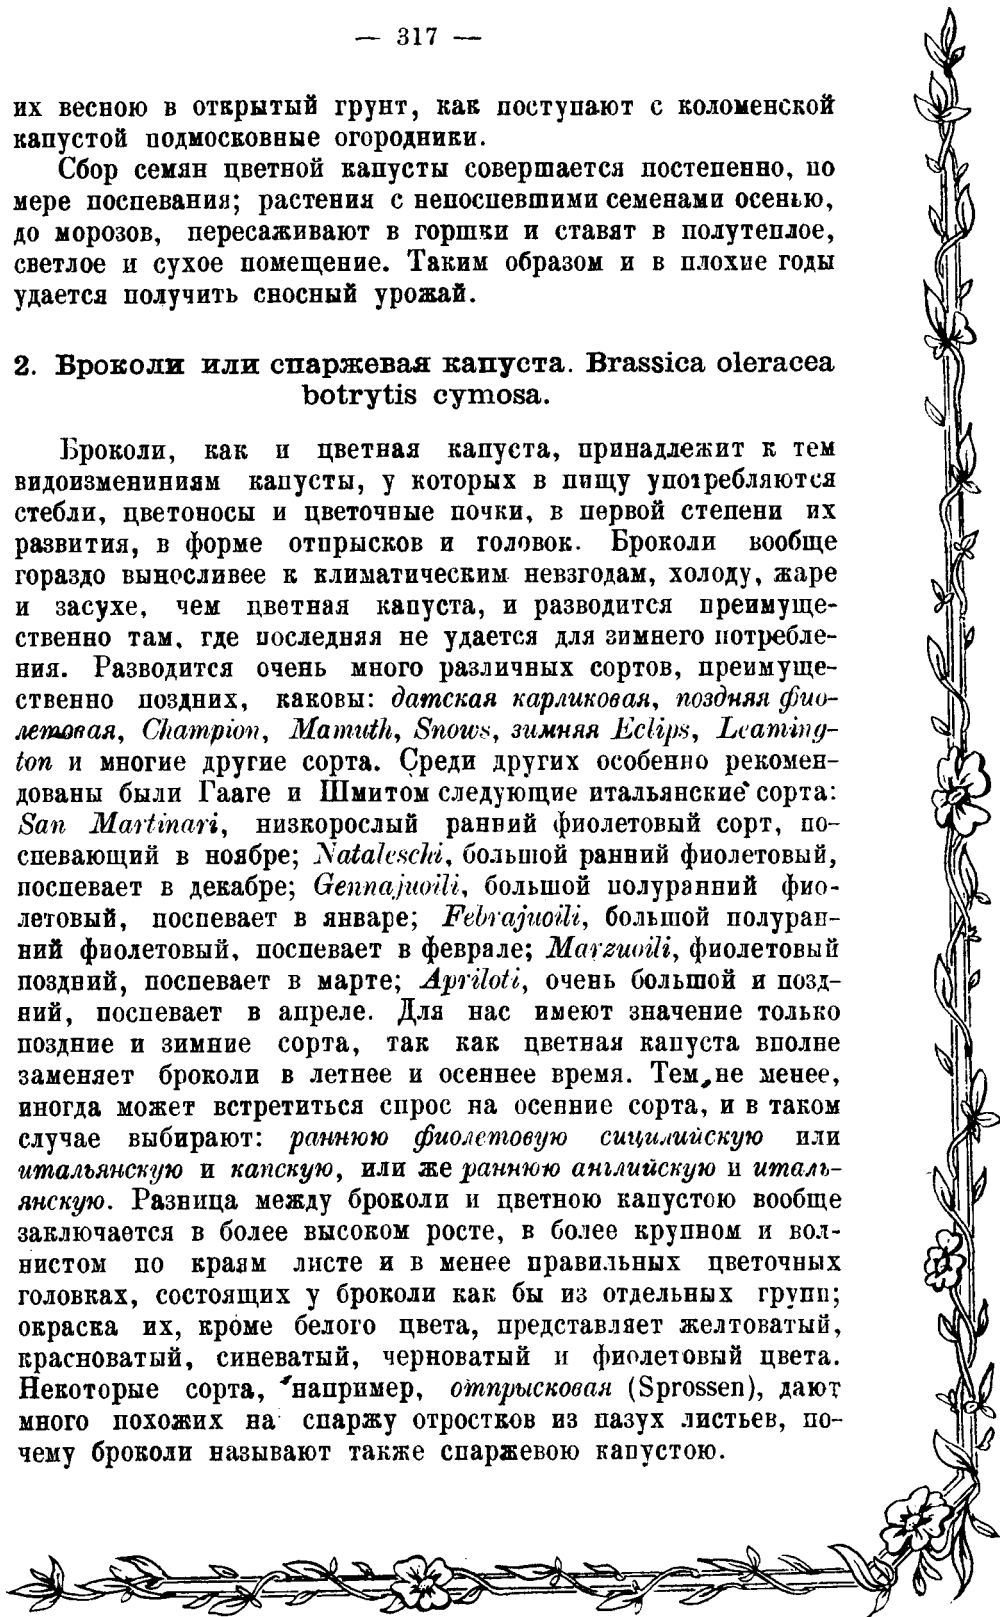 — 317 —
их весною в открытый грунт, как поступают с коломенской
капустой подмосковные огородники.
Сбор семян цветной капусты совершается постепенно, по
мере поспевания; растения с непоспевшими семенами осенью,
до морозов, пересаживают в горшки и ставят в полутеплое,
светлое и сухое помещение. Таким образом и в плохие годы
удается получить сносный урожай.
2. Броколи или спаржевая капуста. Brassica oleracea
botrytis cymosa.
Броколи, как и цветная капуста, принадлежит к тем
видоизмениниям капусты, у которых в пищу употребляются
стебли, цветоносы и цветочные почки, в первой степени их
развития, в форме отпрысков и головок. Броколи вообще
гораздо выносливее к климатическим невзгодам, холоду, жаре
и засухе, чем цветная капуста, и разводится преимуще-
ственно там, где последняя не удается для зимнего потребле-
ния. Разводится очень много различных сортов, преимуще-
ственно поздних, каковы: датская карликовая, поздняя фио-
летовая, Champion, Mamuth, Snows, зимняя Eclips, Leaming-
ton и многие другие сорта. Среди других особенно рекомен-
дованы были Гааге и Шмитом следующие итальянские сорта:
San Martinari, низкорослый ранний фиолетовый сорт, по-
спевающий в ноябре; Nataleschi, большой ранний фиолетовый,
поспевает в декабре; Gennajuoili, большой полуранний фио-
летовый, поспевает в январе; Febrajuoili, большой полуран-
ний фиолетовый, поспевает в феврале; Marzuoili, фиолетовый
поздний, поспевает в марте; Apriloti, очень большой и позд-
ний, поспевает в апреле. Для нас имеют значение только
поздние и зимние сорта, так как цветная капуста вполне
заменяет броколи в летнее и осеннее время. Тем не менее,
иногда может встретиться спрос на осенние сорта, и в таком
случае выбирают: раннюю фиолетовую сицилийскую или
итальянскую и капскую, или же раннюю английскую и италь-
янскую. Разница между броколи и цветною капустою вообще
заключается в более высоком росте, в более крупном и вол-
нистом по краям листе и в менее правильных цветочных
головках, состоящих у броколи как бы из отдельных групп;
окраска их, кроме белого цвета, представляет желтоватый,
красноватый, синеватый, черноватый и фиолетовый цвета.
Некоторые сорта, например, отпрысковая (Sprossen), дают
много похожих на спаржу отростков из пазух листьев, по-
чему броколи называют также спаржевою капустою.